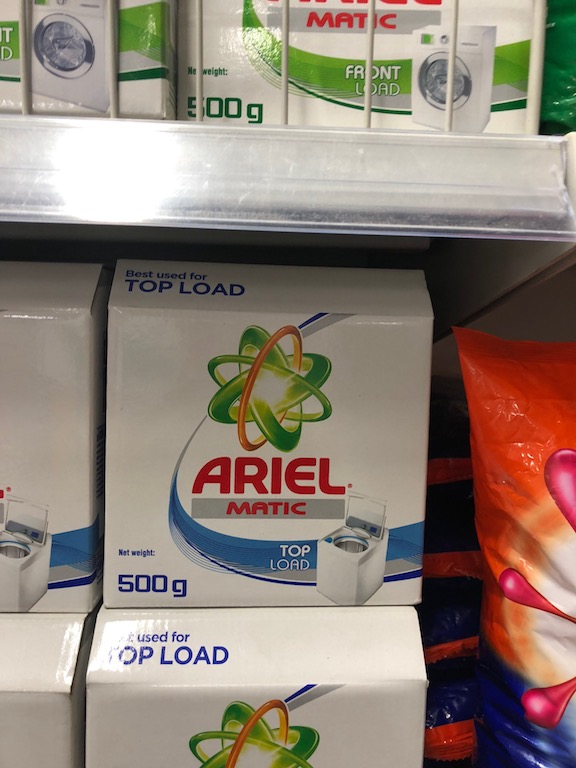 MATIC
Net weight:
500g
FRONT
LOAD
Best used for
TOP LOAD
ARIEL
MATIC
TOP
LOAD
Net weight:
500g
used for
TOP LOAD